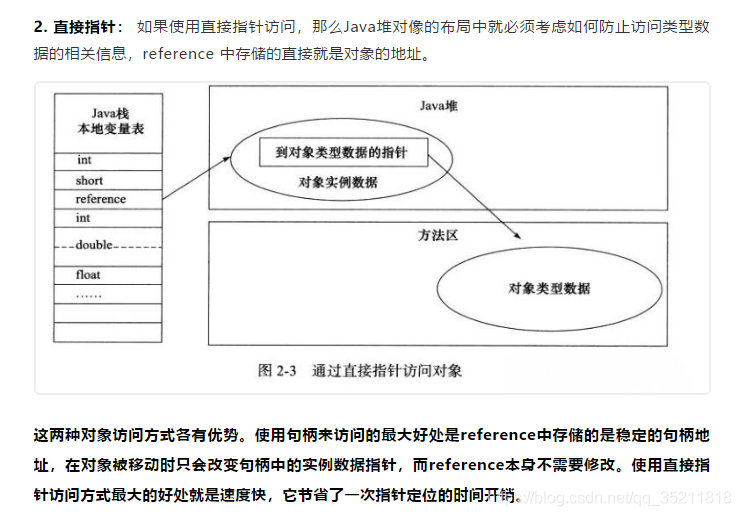 2. 直接指针： 如果使用直接指针访问，那么Java堆对像的布局中就必须考虑如何防止访问类型数
据的相关信息，reference 中存储的直接就是对象的地址。
Java栈
本地变量表
int
short
reference
int
double
float
……
Java堆
到对象类型数据的指针
对象实例数据
方法区
对象类型数据
图 2-3 通过直接指针访问对象
这两种对象访问方式各有优势。使用句柄来访问的最大好处是reference中存储的是稳定的句柄地
址，在对象被移动时只会改变句柄中的实例数据指针，而reference本身不需要修改。使用直接指
针访问方式最大的好处就是速度快，它节省了一次指针定位的时间开销。
https://blog.csdn.net/qq_35211818